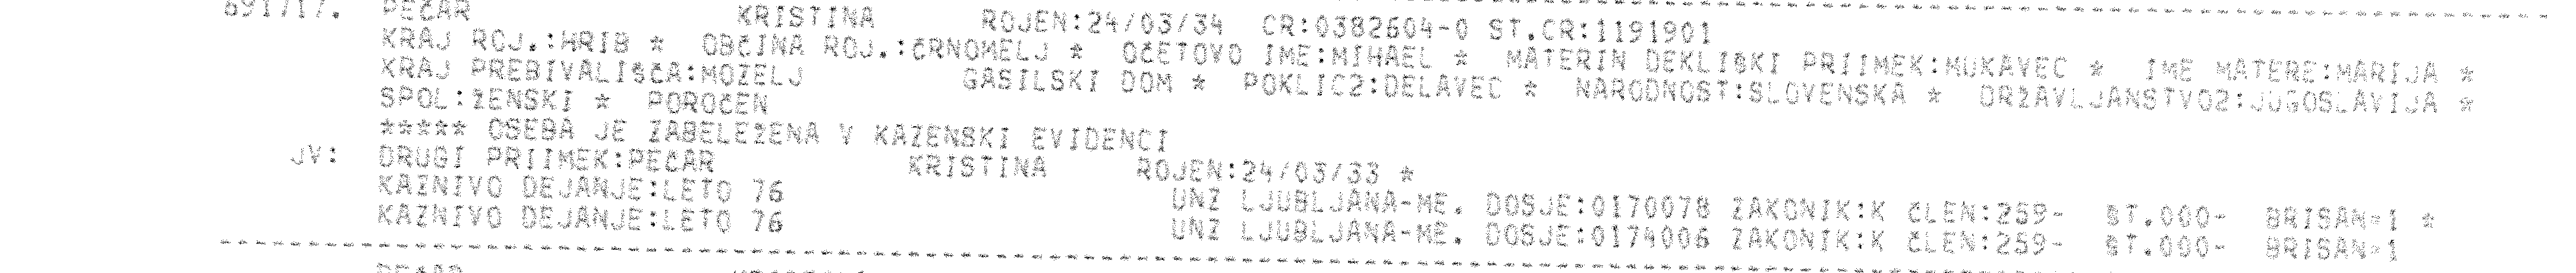 691717. PEČAR KRISTINA ROJEN:24/03/34 CR:0382604-0 ST.CR:1191901
KRAJ ROJ.:HRIB * OBČINA ROJ.:ČRNOMELJ * OČETOVO IME:MIHAEL * MATERIN DEKLIŠKI PRIIMEK:MUKAVEC * IME MATERE:MARIJA *
KRAJ PREBIVALIŠČA:MOZELJ GASILSKI DOM * POKLIC2:DELAVEC * NARODNOST:SLOVENSKA * DRŽAVLJANSTVO2:JUGOSLAVIJA *
SPOL:ŽENSKI * POROČEN
***** OSEBA JE ZABELEŽENA V KAZENSKI EVIDENCI
JV: DRUGI PRIIMEK:PEČAR KRISTINA ROJEN:24/03/33 *
KAZNIVO DEJANJE:LETO 76 UNZ LJUBLJANA-ME. DOSJE:0170078 ZAKONIK:K ČLEN:259- ŠT.000- BRISAN=1 *
KAZNIVO DEJANJE:LETO 76 UNZ LJUBLJANA-ME. DOSJE:0174006 ZAKONIK:K ČLEN:259- ŠT.000- BRISAN=1